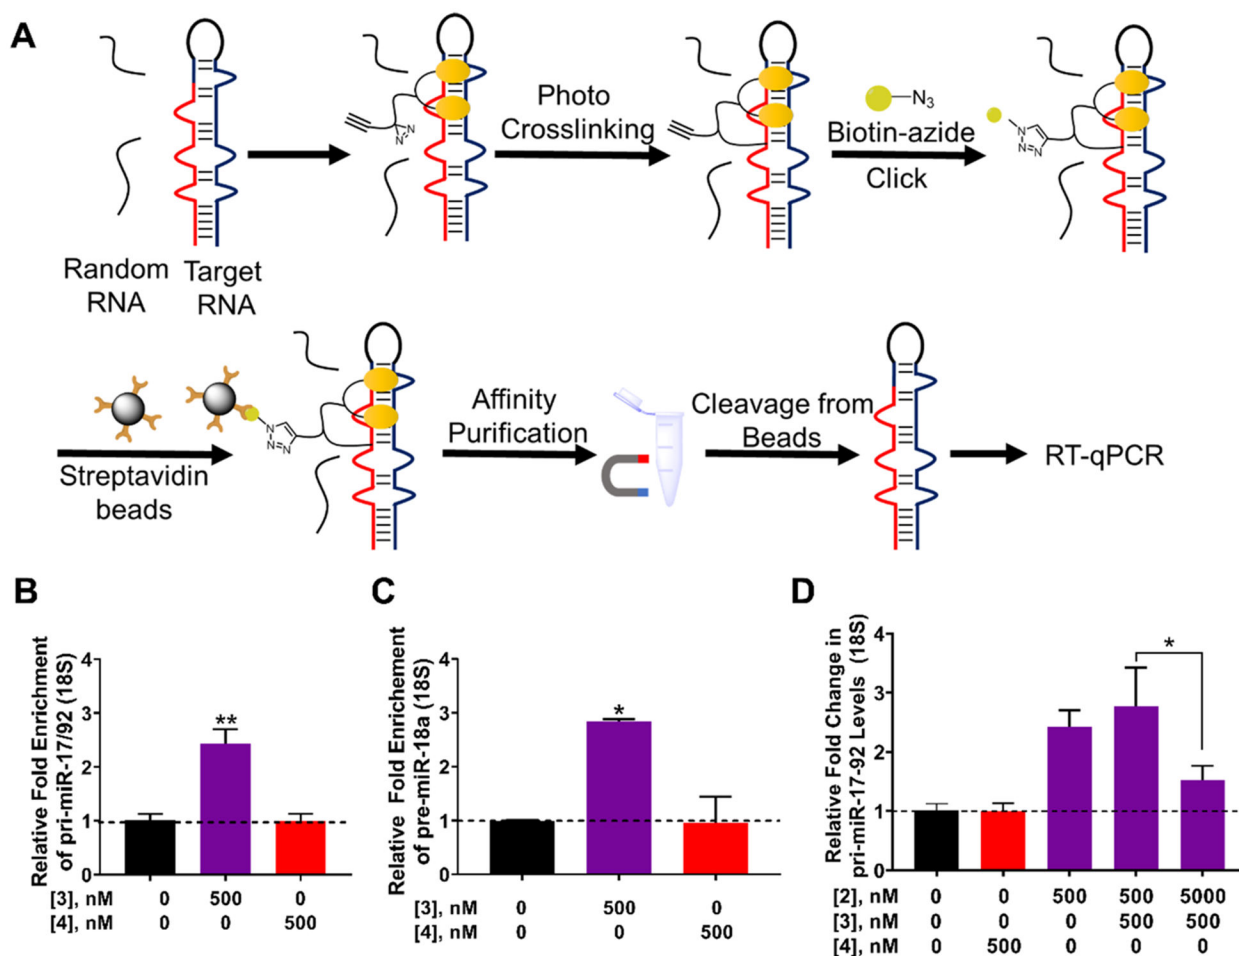 A
Photo
Crosslinking
N3
Biotin-azide
Click
N
N
N
N
N
Random
RNA
Target
RNA
Streptavidin
beads
N
N
N
Affinity
Purification
Cleavage from
Beads
RT-qPCR
B
Relative Fold Enrichment
of pri-miR-17/92 (18S)
4
3
2
1
0
**
[3], nM 0 500 0
[4], nM 0 0 500
C
Relative Fold Enrichement
of pre-miR-18a (18S)
4
3
2
1
0
*
[3], nM 0 500 0
[4], nM 0 0 500
D
Relative Fold Change in
pri-miR-17-92 Levels (18S)
4
3
2
1
0
*
[2], nM 0 0 500 500 5000
[3], nM 0 0 0 500 500
[4], nM 0 500 0 0 0